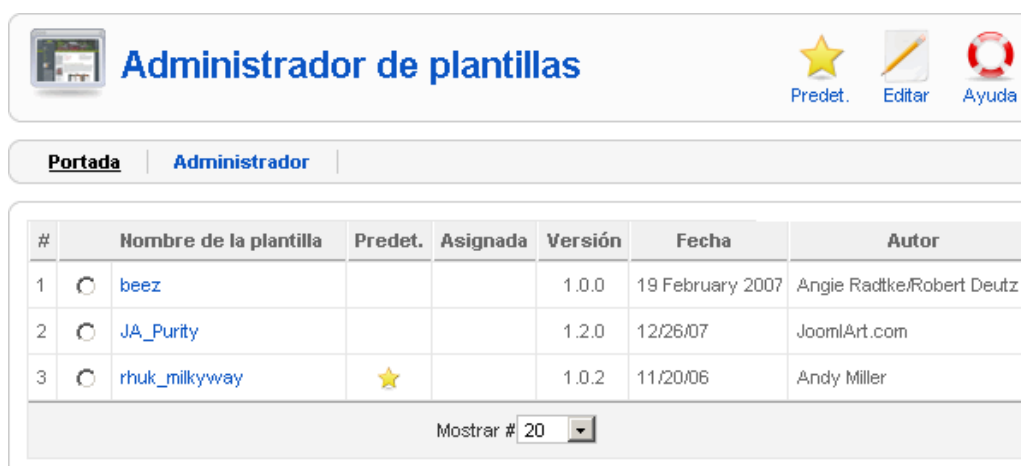 Administrador de plantillas
Predet. Editar Ayuda
Portada Administrador
# Nombre de la plantilla Predet. Asignada Versión Fecha Autor
1 beez 1.0.0 19 February 2007 Angie Radtke/Robert Deutz
2 JA_Purity 1.2.0 12/26/07 JoomlArt.com
3 rhuk_milkyway 1.0.2 11/20/06 Andy Miller
Mostrar # 20